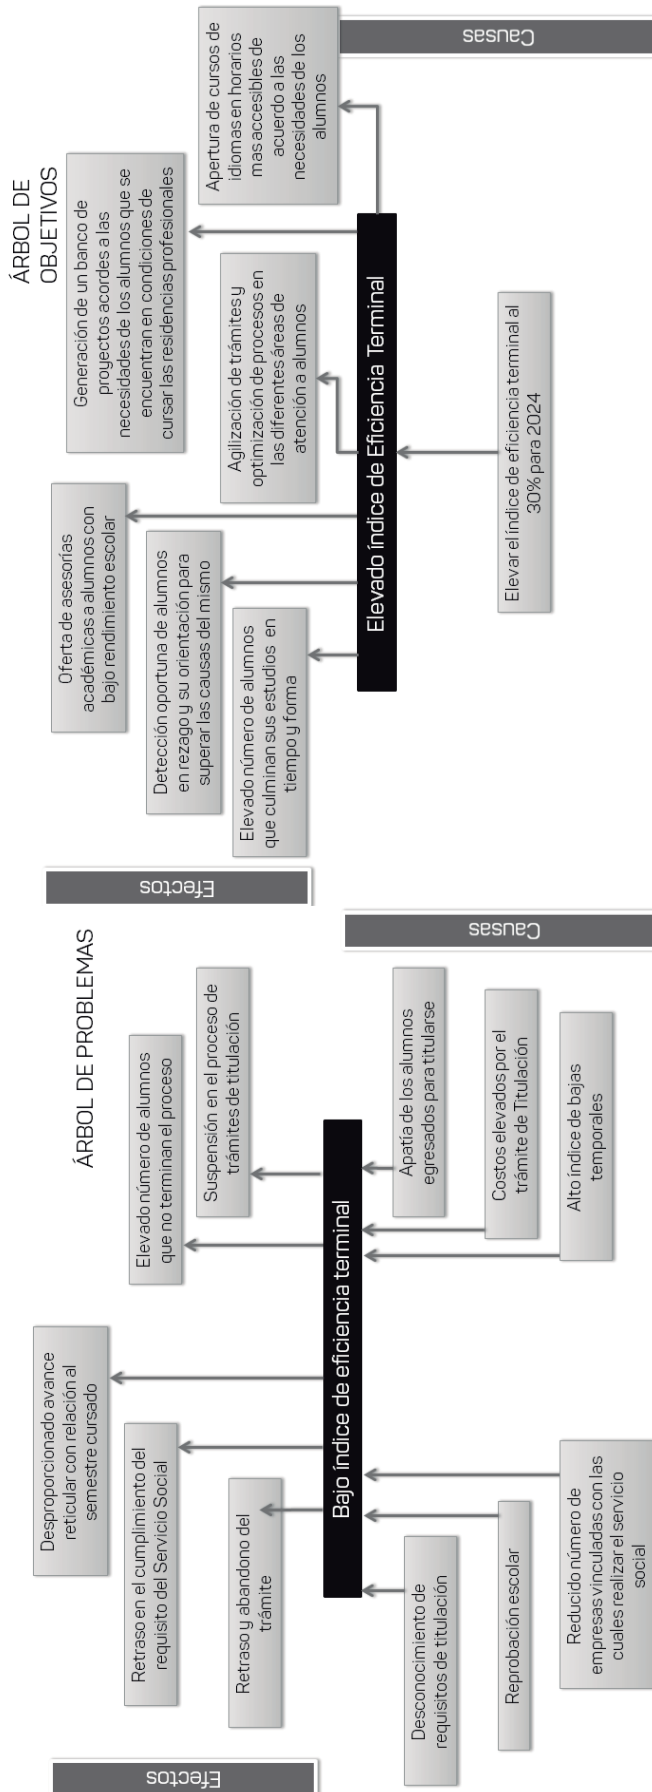 ÁRBOL DE PROBLEMAS
Efectos
Desproporcionado avance
reticular con relación al
semestre cursado
Retraso en el cumplimiento del
requisito del Servicio Social
Retraso y abandono del
trámite
Elevado número de alumnos
que no terminan el proceso
Suspensión en el proceso de
trámites de titulación
Bajo índice de eficiencia terminal
Desconocimiento de
requisitos de titulación
Reprobación escolar
Reducido número de
empresas vinculadas con las
cuales realizar el servicio
social
Apatía de los alumnos
egresados para titularse
Costos elevados por el
trámite de Titulación
Alto índice de bajas
temporales
Causas
ÁRBOL DE
OBJETIVOS
Efectos
Oferta de asesorías
académicas a alumnos con
bajo rendimiento escolar
Detección oportuna de alumnos
en rezago y su orientación para
superar las causas del mismo
Elevado número de alumnos
que culminan sus estudios en
tiempo y forma
Generación de un banco de
proyectos acordes a las
necesidades de los alumnos que se
encuentran en condiciones de
cursar las residencias profesionales
Agilización de trámites y
optimización de procesos en
las diferentes áreas de
atención a alumnos
Apertura de cursos de
idiomas en horarios
mas accesibles de
acuerdo a las
necesidades de los
alumnos
Elevado índice de Eficiencia Terminal
Elevar el índice de eficiencia terminal al
30% para 2024
Causas